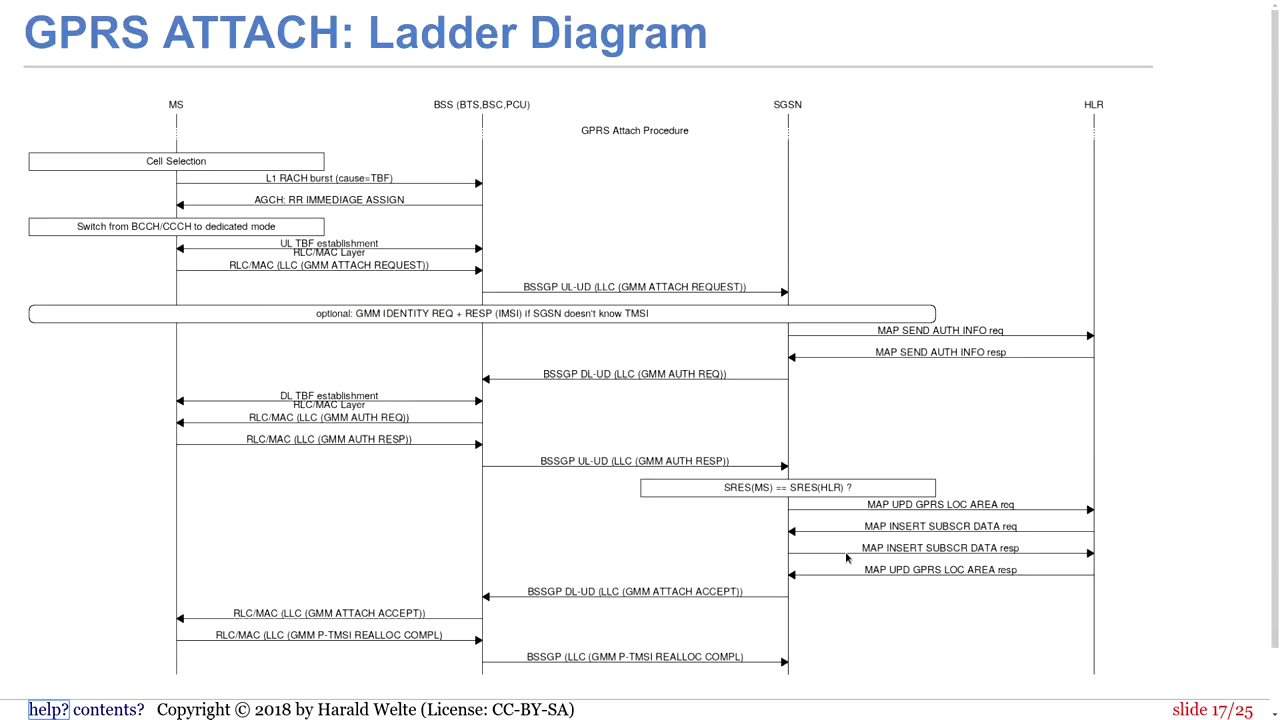 GPRS ATTACH: Ladder Diagram
MS
BSS (BTS,BSC,PCU)
SGSN
HLR
GPRS Attach Procedure
Cell Selection
L1 RACH burst (cause=TBF)
AGCH: RR IMMEDIAGE ASSIGN
Switch from BCCH/CCCH to dedicated mode
UL TBF establishment
RLC/MAC Layer
RLC/MAC (LLC (GMM ATTACH REQUEST))
BSSGP UL-UD (LLC (GMM ATTACH REQUEST))
optional: GMM IDENTITY REQ + RESP (IMSI) if SGSN doesn't know TMSI
MAP SEND AUTH INFO req
MAP SEND AUTH INFO resp
BSSGP DL-UD (LLC (GMM AUTH REQ))
DL TBF establishment
RLC/MAC Layer
RLC/MAC (LLC (GMM AUTH REQ))
RLC/MAC (LLC (GMM AUTH RESP))
BSSGP UL-UD (LLC (GMM AUTH RESP))
SRES(MS) == SRES(HLR) ?
MAP UPD GPRS LOC AREA req
MAP INSERT SUBSCR DATA req
MAP INSERT SUBSCR DATA resp
MAP UPD GPRS LOC AREA resp
BSSGP DL-UD (LLC (GMM ATTACH ACCEPT))
RLC/MAC (LLC (GMM ATTACH ACCEPT))
RLC/MAC (LLC (GMM P-TMSI REALLOC COMPL)
BSSGP (LLC (GMM P-TMSI REALLOC COMPL)
help? contents? Copyright © 2018 by Harald Welte (License: CC-BY-SA)
slide 17/25